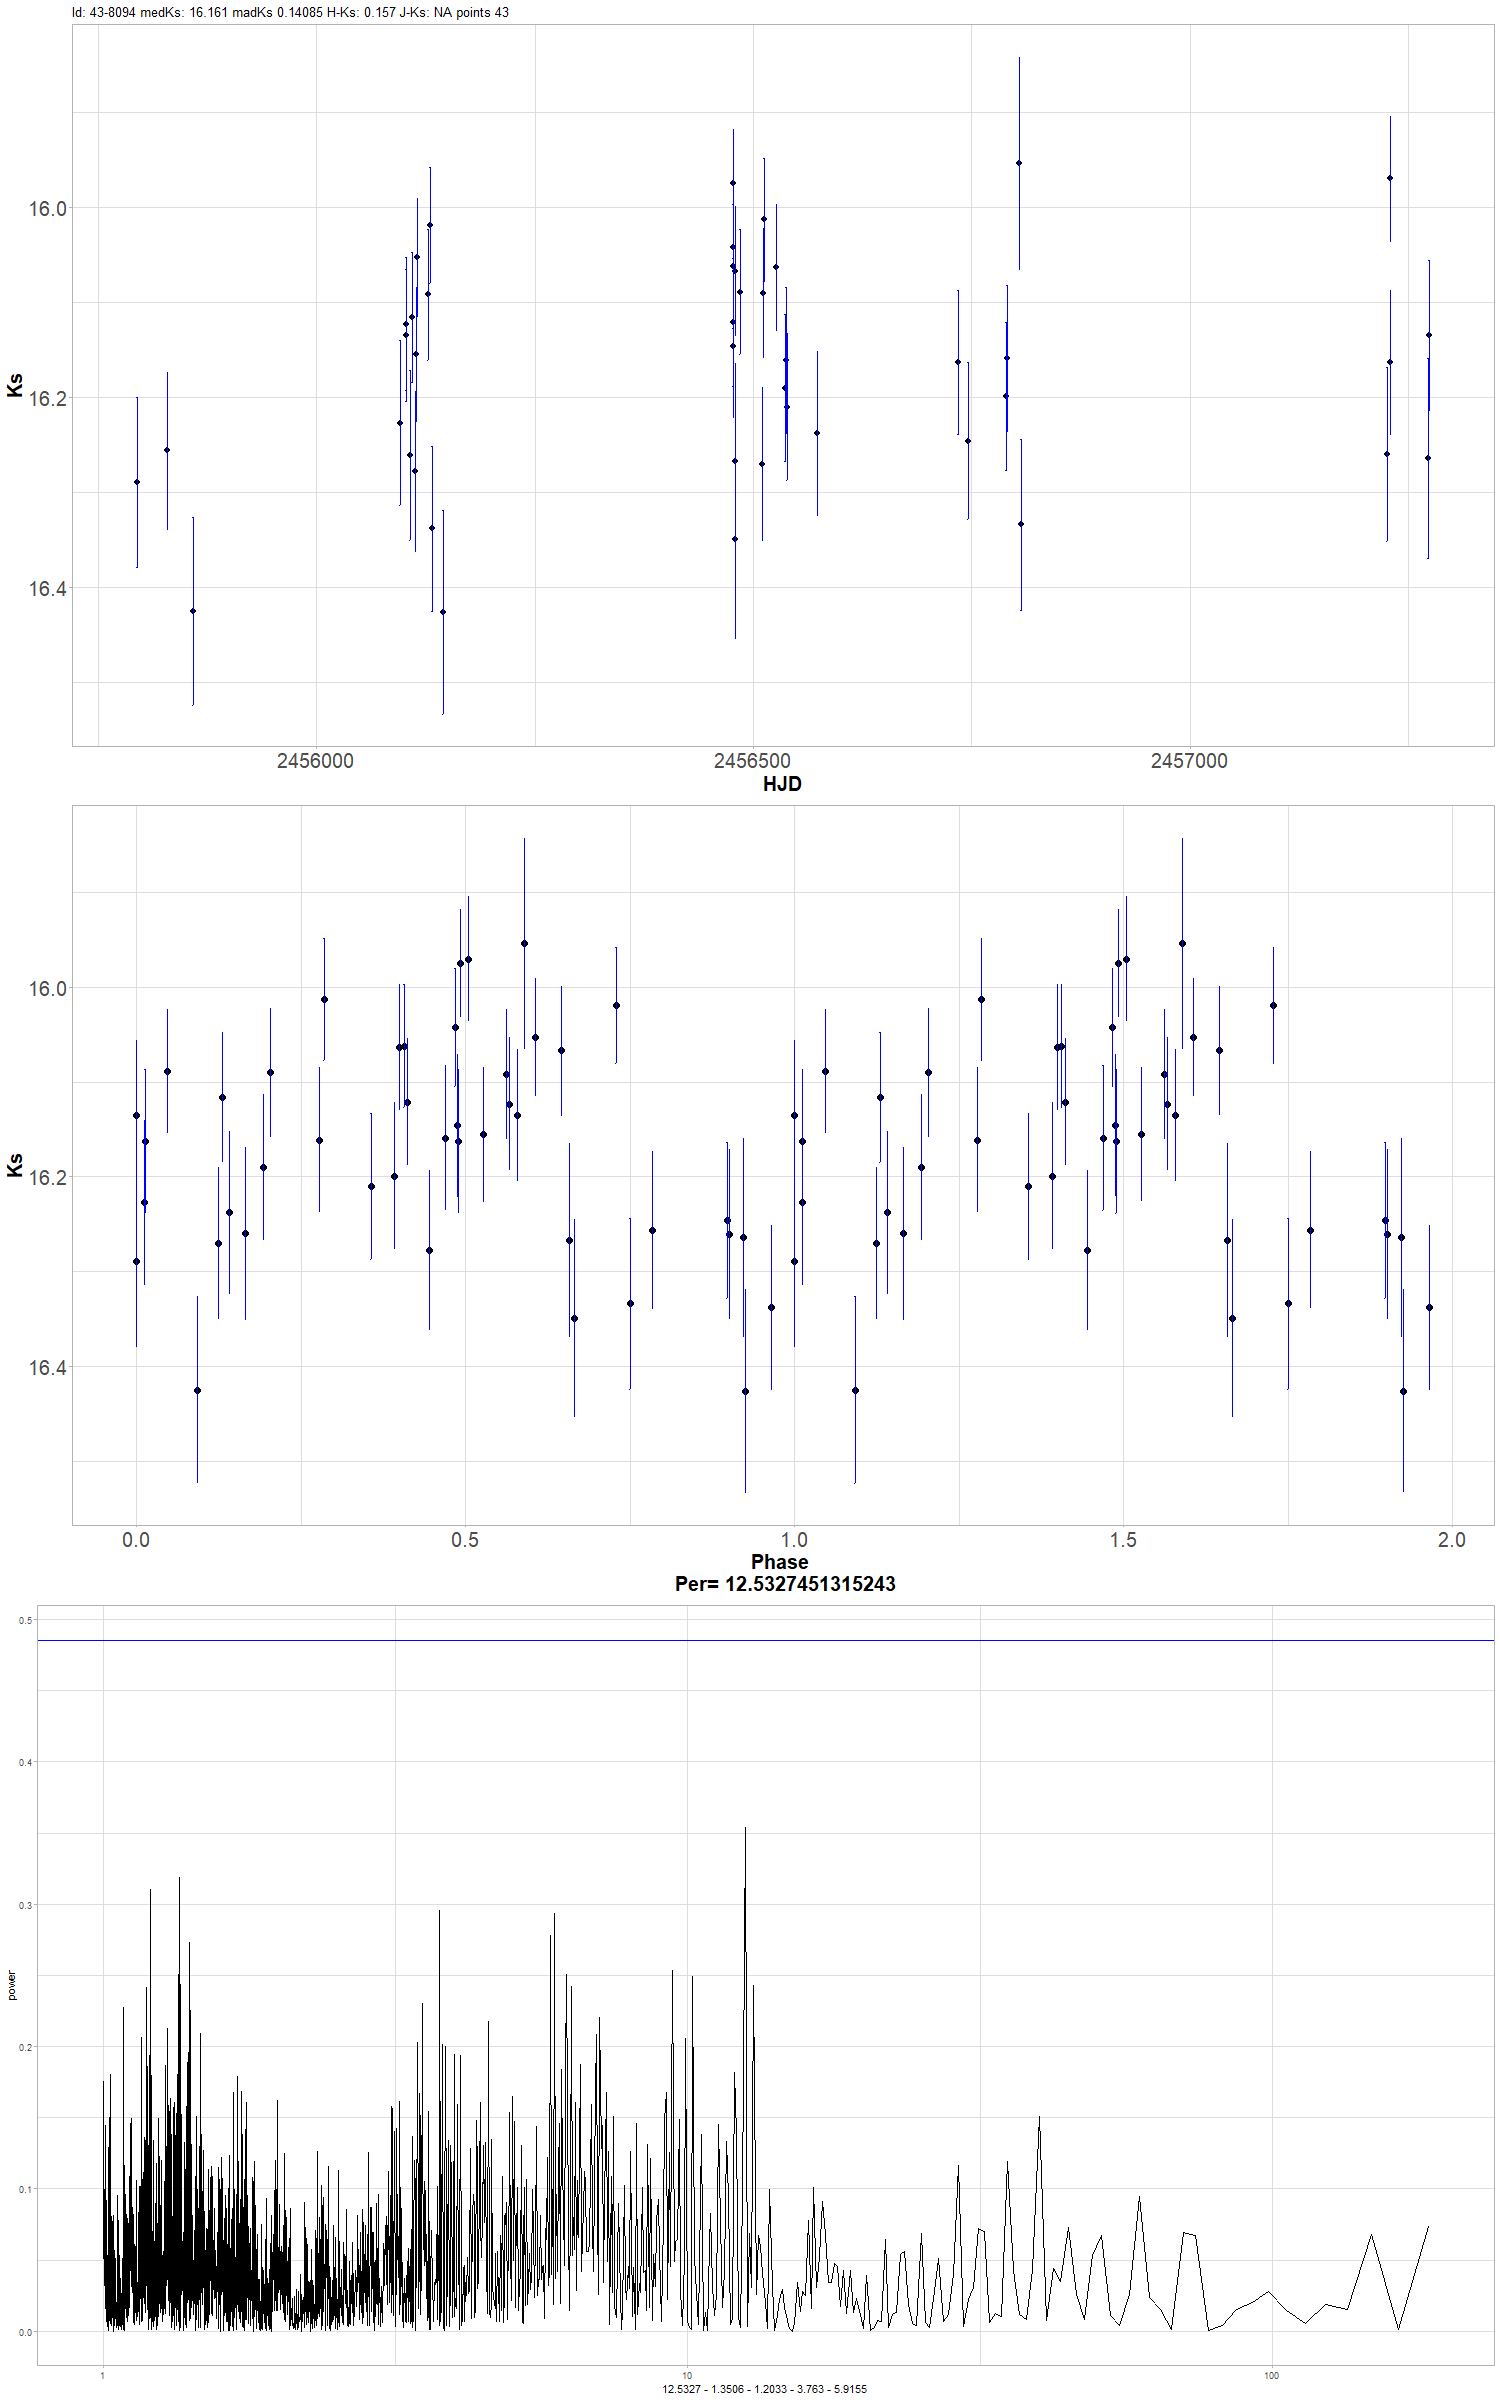 Id: 43-8094 medKs: 16.161 madKs 0.14085 H-Ks: 0.157 J-Ks: NA points 43
16.0
16.2
16.4
Ks
2456000 2456500 2457000
HJD
16.0
16.2
16.4
Ks
0.0 0.5 1.0 1.5 2.0
Phase
Per= 12.5327451315243
0.5
0.4
0.3
0.2
0.1
0.0
power
1 10 100
12.5327 - 1.3506 - 1.2033 - 3.763 - 5.9155